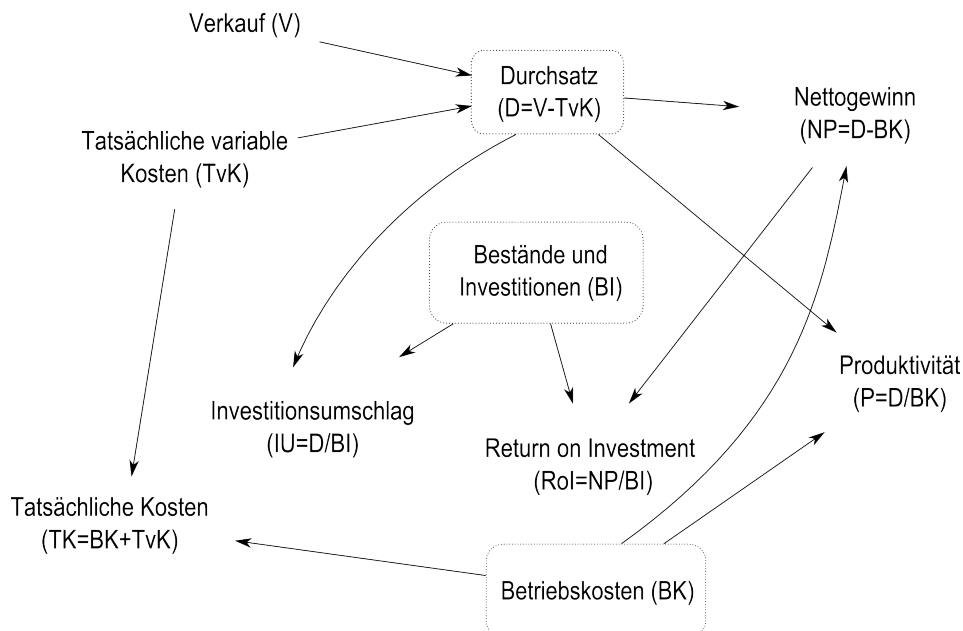 Verkauf (V)
Durchsatz
(D=V-TvK)
Nettogewinn
(NP=D-BK)
Tatsächliche variable
Kosten (TvK)
Bestände und
Investitionen (BI)
Produktivität
(P=D/BK)
Investitionsumschlag
(IU=D/BI)
Return on Investment
(RoI=NP/BI)
Tatsächliche Kosten
(TK=BK+TvK)
Betriebskosten (BK)